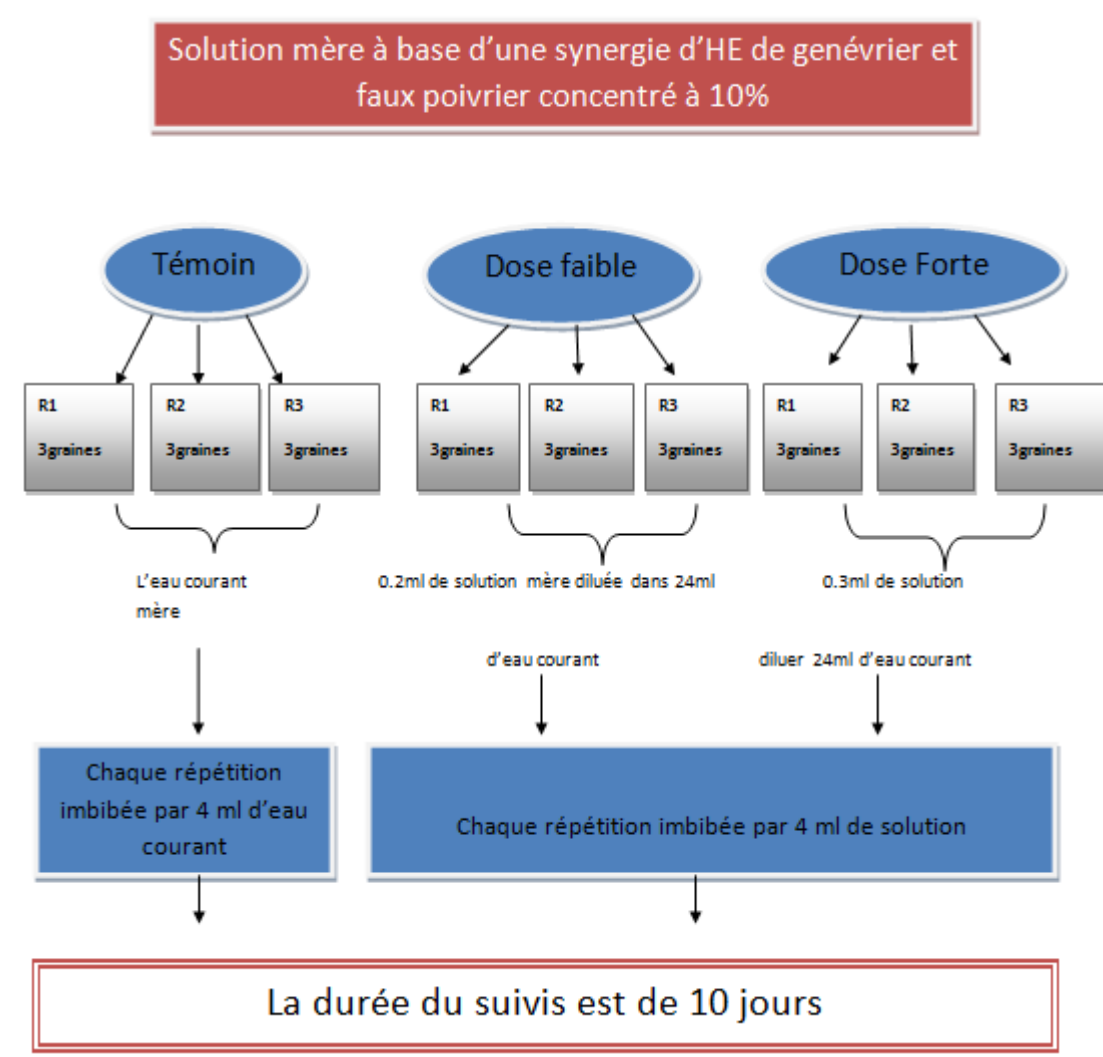 Solution mère à base d'une synergie d'HE de genévrier et
faux poivrier concentré à 10%
Témoin
Dose faible
Dose Forte
R1
3graines
R2
3graines
R3
3graines
R1
3graines
R2
3graines
R3
3graines
R1
3graines
R2
3graines
R3
3graines
L'eau courant
mère
0.2ml de solution mère diluée dans 24ml
d'eau courant
0.3ml de solution
diluer 24ml d'eau courant
Chaque répétition
imbibée par 4 ml d'eau
courant
Chaque répétition imbibée par 4 ml de solution
La durée du suivis est de 10 jours